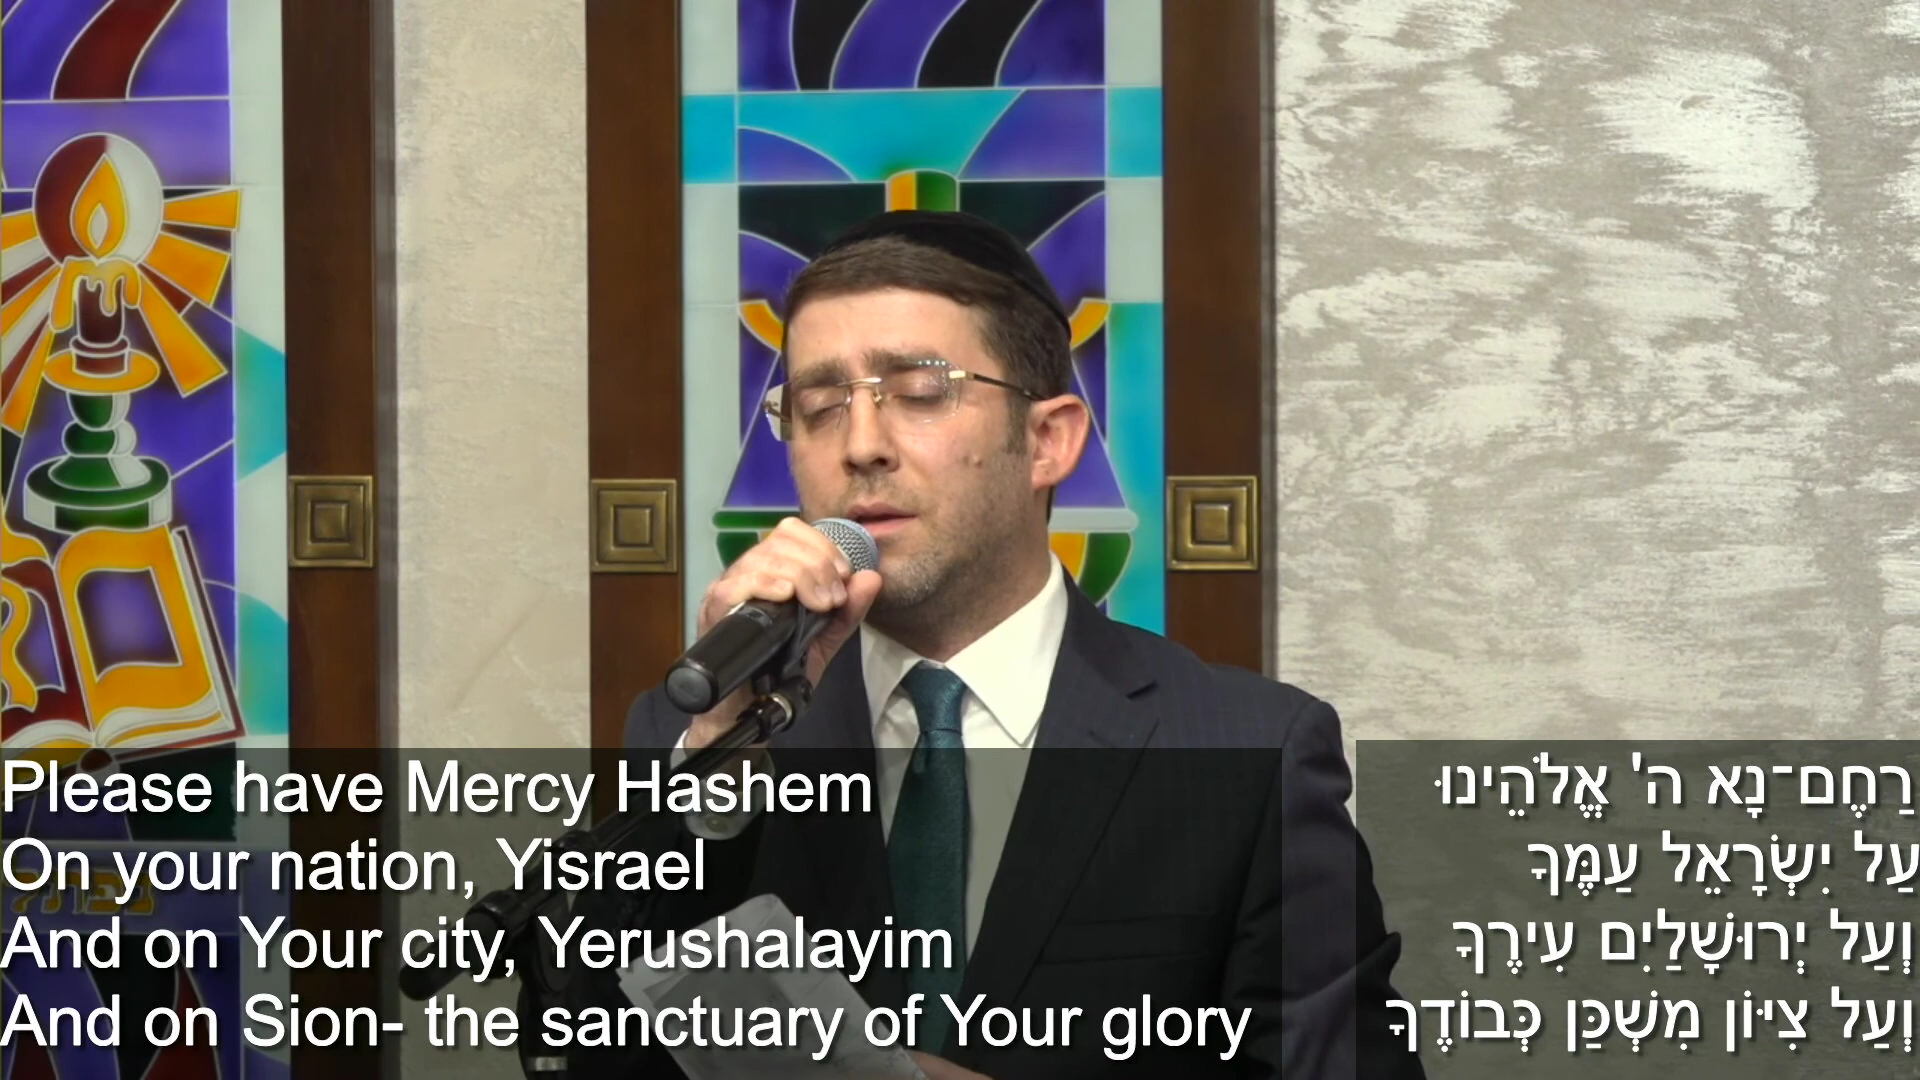 Please have Mercy Hashem
On your nation, Yisrael
And on Your city, Yerushalayim
And on Sion- the sanctuary of Your glory
רַחֶם־נָא ה' אֱלֹהֵינוּ
עַל יִשְׂרָאֵל עַמֶּךָ
וְעַל יְרוּשָׁלַיִם עִירֶךָ
וְעַל צִיּוֹן מִשְׁכַּן כְּבוֹדֶךָ
נפתלי